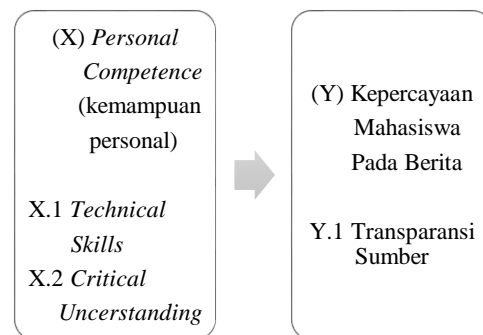 (X) Personal
Competence
(kemampuan
personal)
X.1 Technical
Skills
X.2 Critical
Uncerstanding
(Y) Kepercayaan
Mahasiswa
Pada Berita
Y.1 Transparansi
Sumber